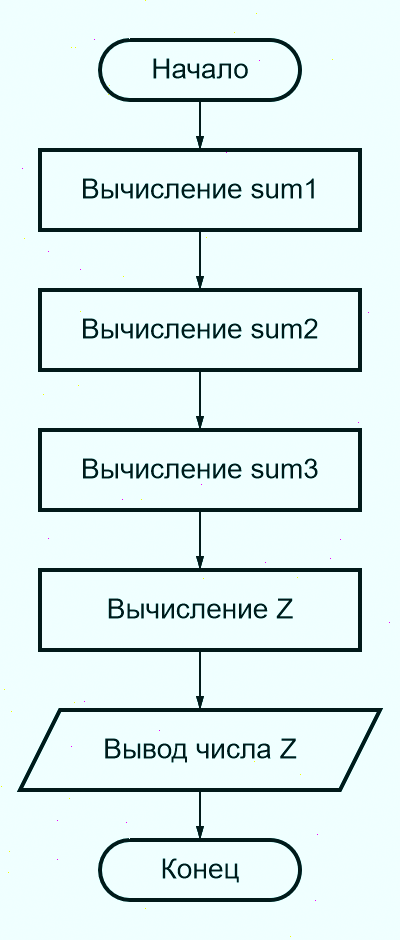 Начало
Вычисление sum1
Вычисление sum2
Вычисление sum3
Вычисление Z
Вывод числа Z
Конец